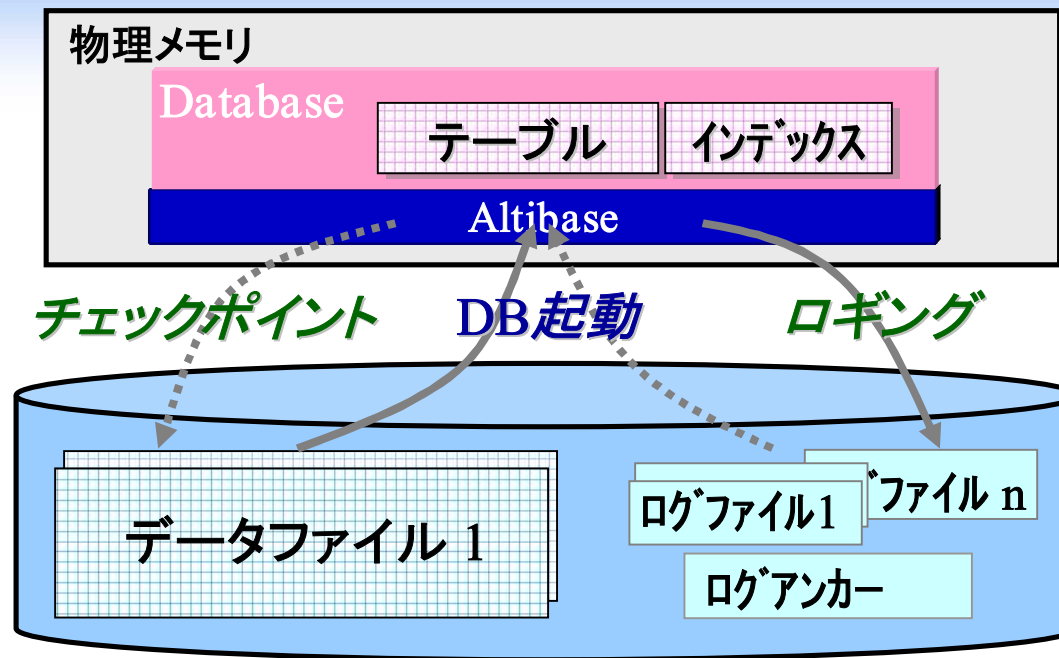 物理メモリ
Database
テーブル
インデックス
Altibase
チェックポイント
DB起動
ロギング
データファイル 1
ログファイル1
グファイル n
ログアンカー